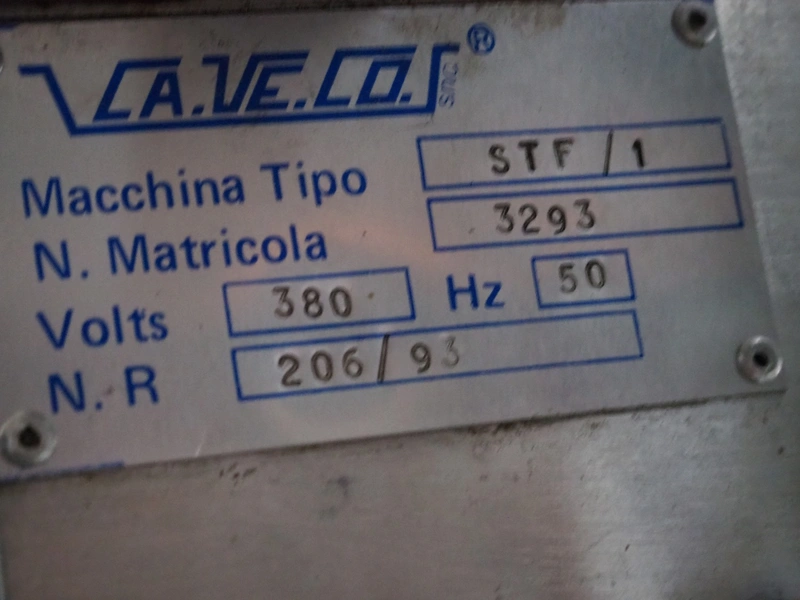 CA.VE.CO. snc ®
Macchina Tipo STF/1
N. Matricola 3293
Volts 380 Hz 50
N. R 206/93